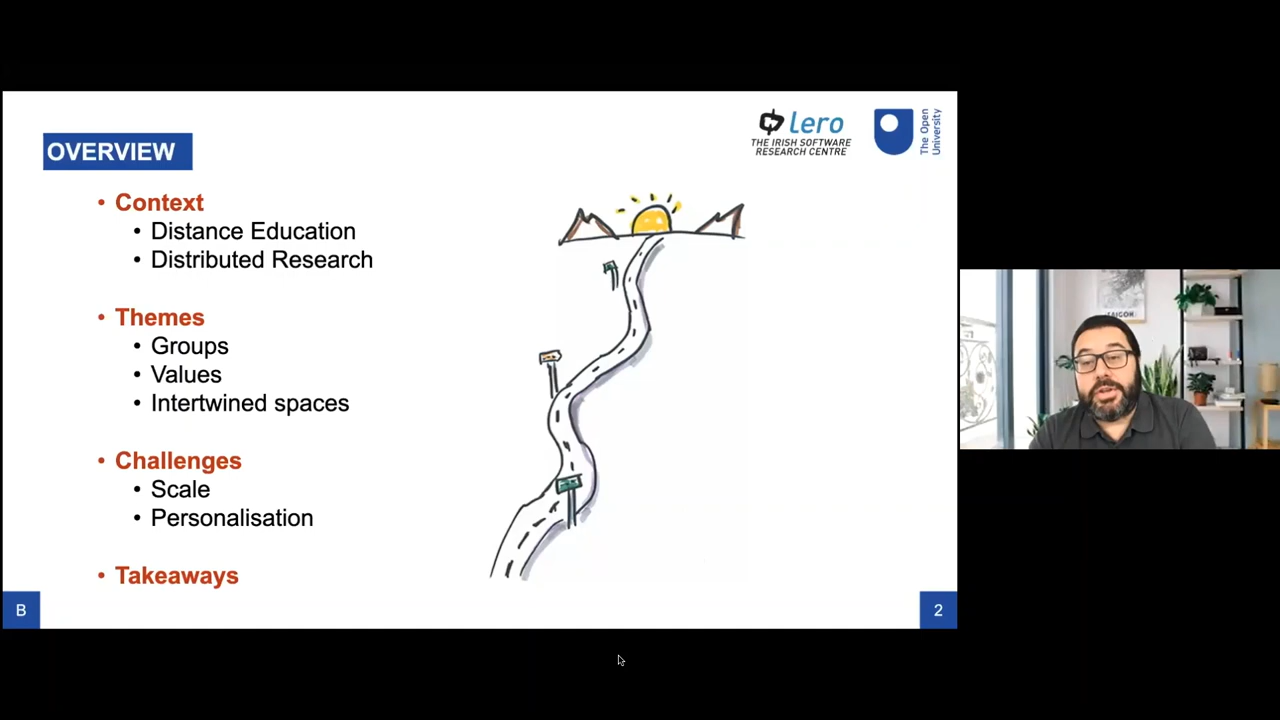 OVERVIEW
lero
THE IRISH SOFTWARE
RESEARCH CENTRE
The Open
University
• Context
• Distance Education
• Distributed Research
• Themes
• Groups
• Values
• Intertwined spaces
• Challenges
• Scale
• Personalisation
• Takeaways
B
2
SAIGON